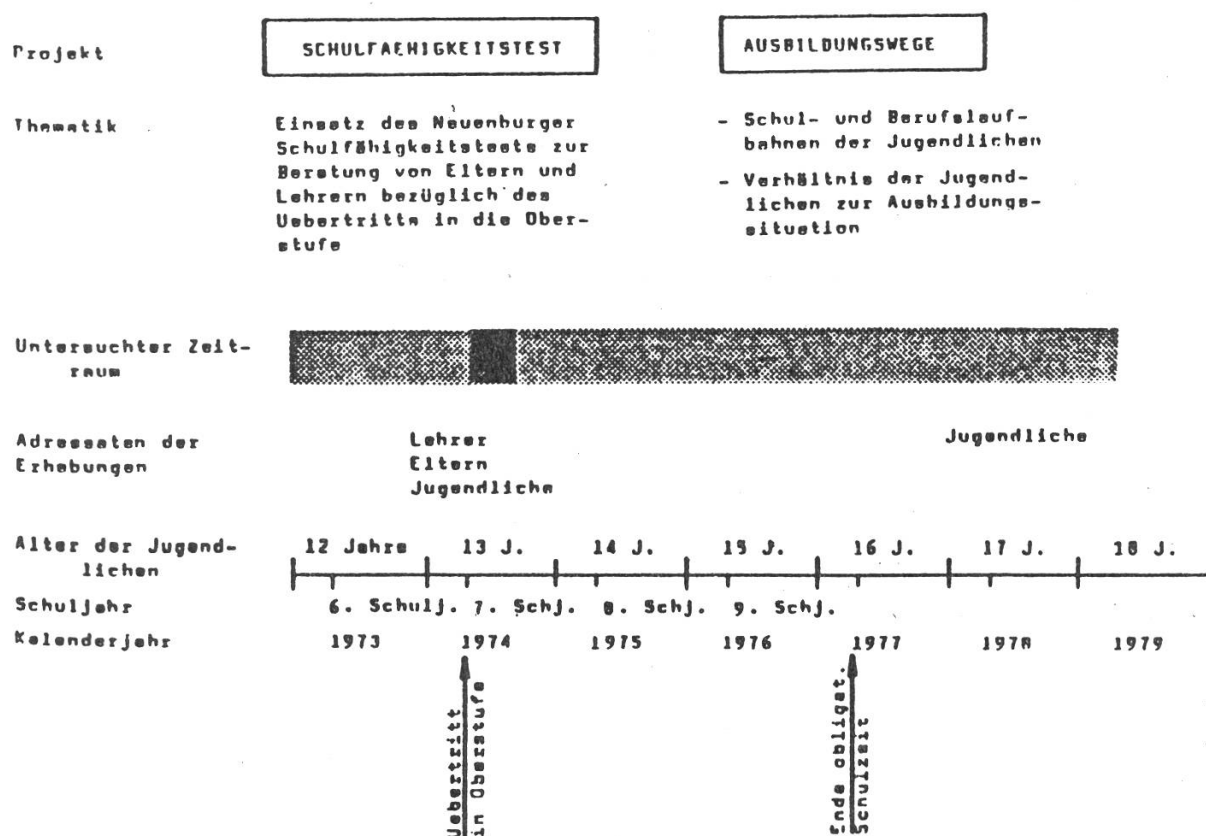 Projekt
SCHULFAEHIGKEITSTEST
AUSBILDUNGSWEGE
Thematik
Einsatz des Neuenburger
Schulfähigkeitstests zur
Beratung von Eltern und
Lehrern bezüglich des
Uebertritts in die Ober-
stufe
- Schul- und Berufslauf-
bahnen der Jugendlichen
- Verhältnis der Jugend-
lichen zur Ausbildungs-
situation
Untersuchter Zeit-
raum
Adressaten der
Erhebungen
Lehrer
Eltern
Jugendliche
Jugendliche
Alter der Jugend-
lichen
12 Jahre 13 J. 14 J. 15 J. 16 J. 17 J. 18 J.
Schuljahr 6. Schulj. 7. Schj. 8. Schj. 9. Schj.
Kalenderjahr 1973 1974 1975 1976 1977 1978 1979
Uebertritt
in Oberstufe
Ende obligat.
Schulzeit